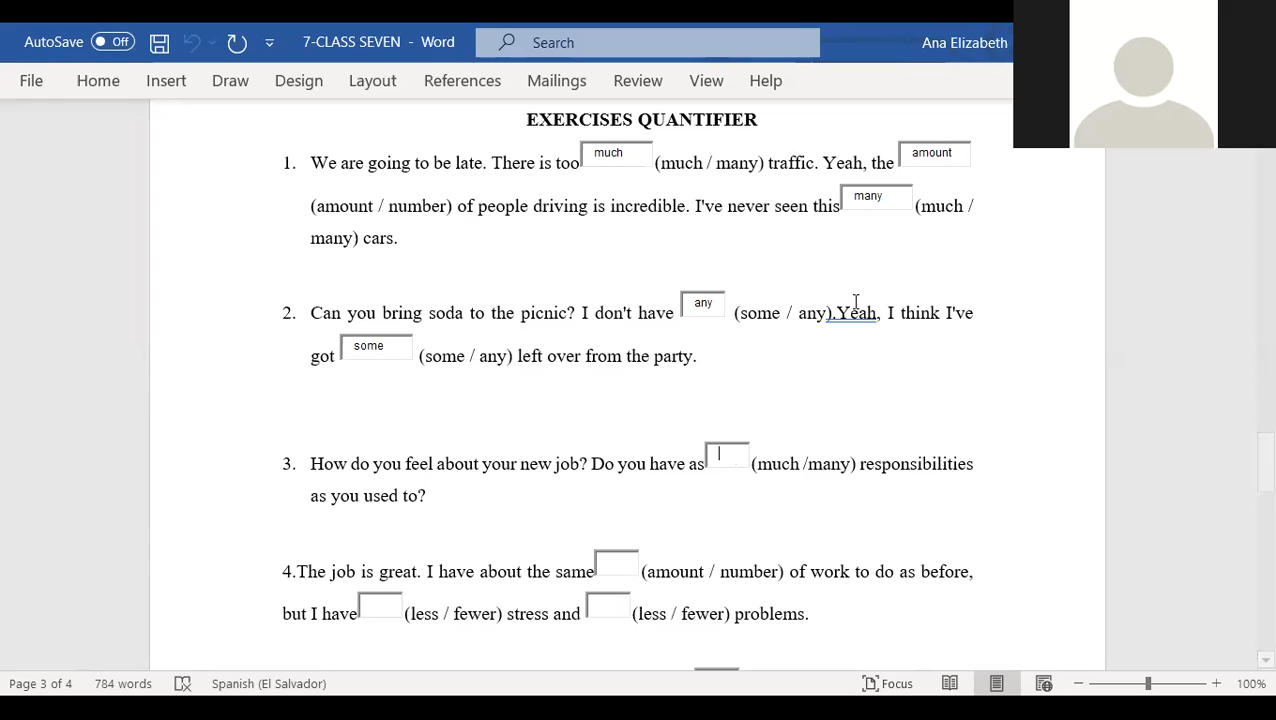 AutoSave Off 7-CLASS SEVEN - Word Search Ana Elizabeth
File Home Insert Draw Design Layout References Mailings Review View Help
EXERCISES QUANTIFIER
1. We are going to be late. There is too much (much / many) traffic. Yeah, the amount
(amount / number) of people driving is incredible. I've never seen this many (much /
many) cars.
2. Can you bring soda to the picnic? I don't have any (some / any).Yeah, I think I've
got some (some / any) left over from the party.
3. How do you feel about your new job? Do you have as (much /many) responsibilities
as you used to?
4.The job is great. I have about the same (amount / number) of work to do as before,
but I have (less / fewer) stress and (less / fewer) problems.
Page 3 of 4 784 words Spanish (El Salvador) Focus 100%